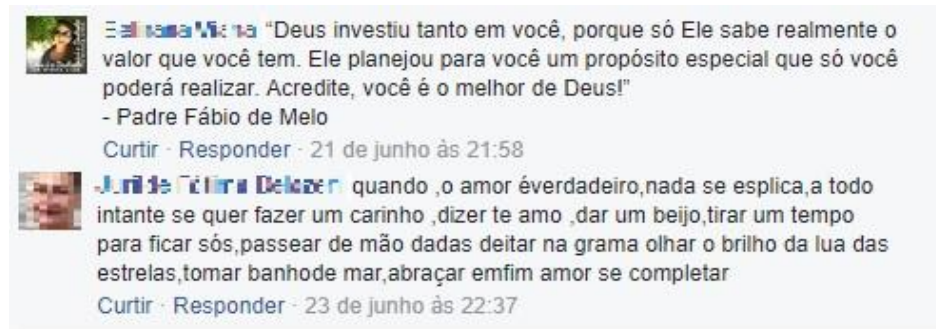 “Deus investiu tanto em você, porque só Ele sabe realmente o
valor que você tem. Ele planejou para você um propósito especial que só você
poderá realizar. Acredite, você é o melhor de Deus!”
- Padre Fábio de Melo
Curtir · Responder · 21 de junho às 21:58
quando ,o amor éverdadeiro,nada se esplica,a todo
intante se quer fazer um carinho ,dizer te amo ,dar um beijo,tirar um tempo
para ficar sós,passear de mão dadas deitar na grama olhar o brilho da lua das
estrelas,tomar banhode mar,abraçar emfim amor se completar
Curtir · Responder · 23 de junho às 22:37